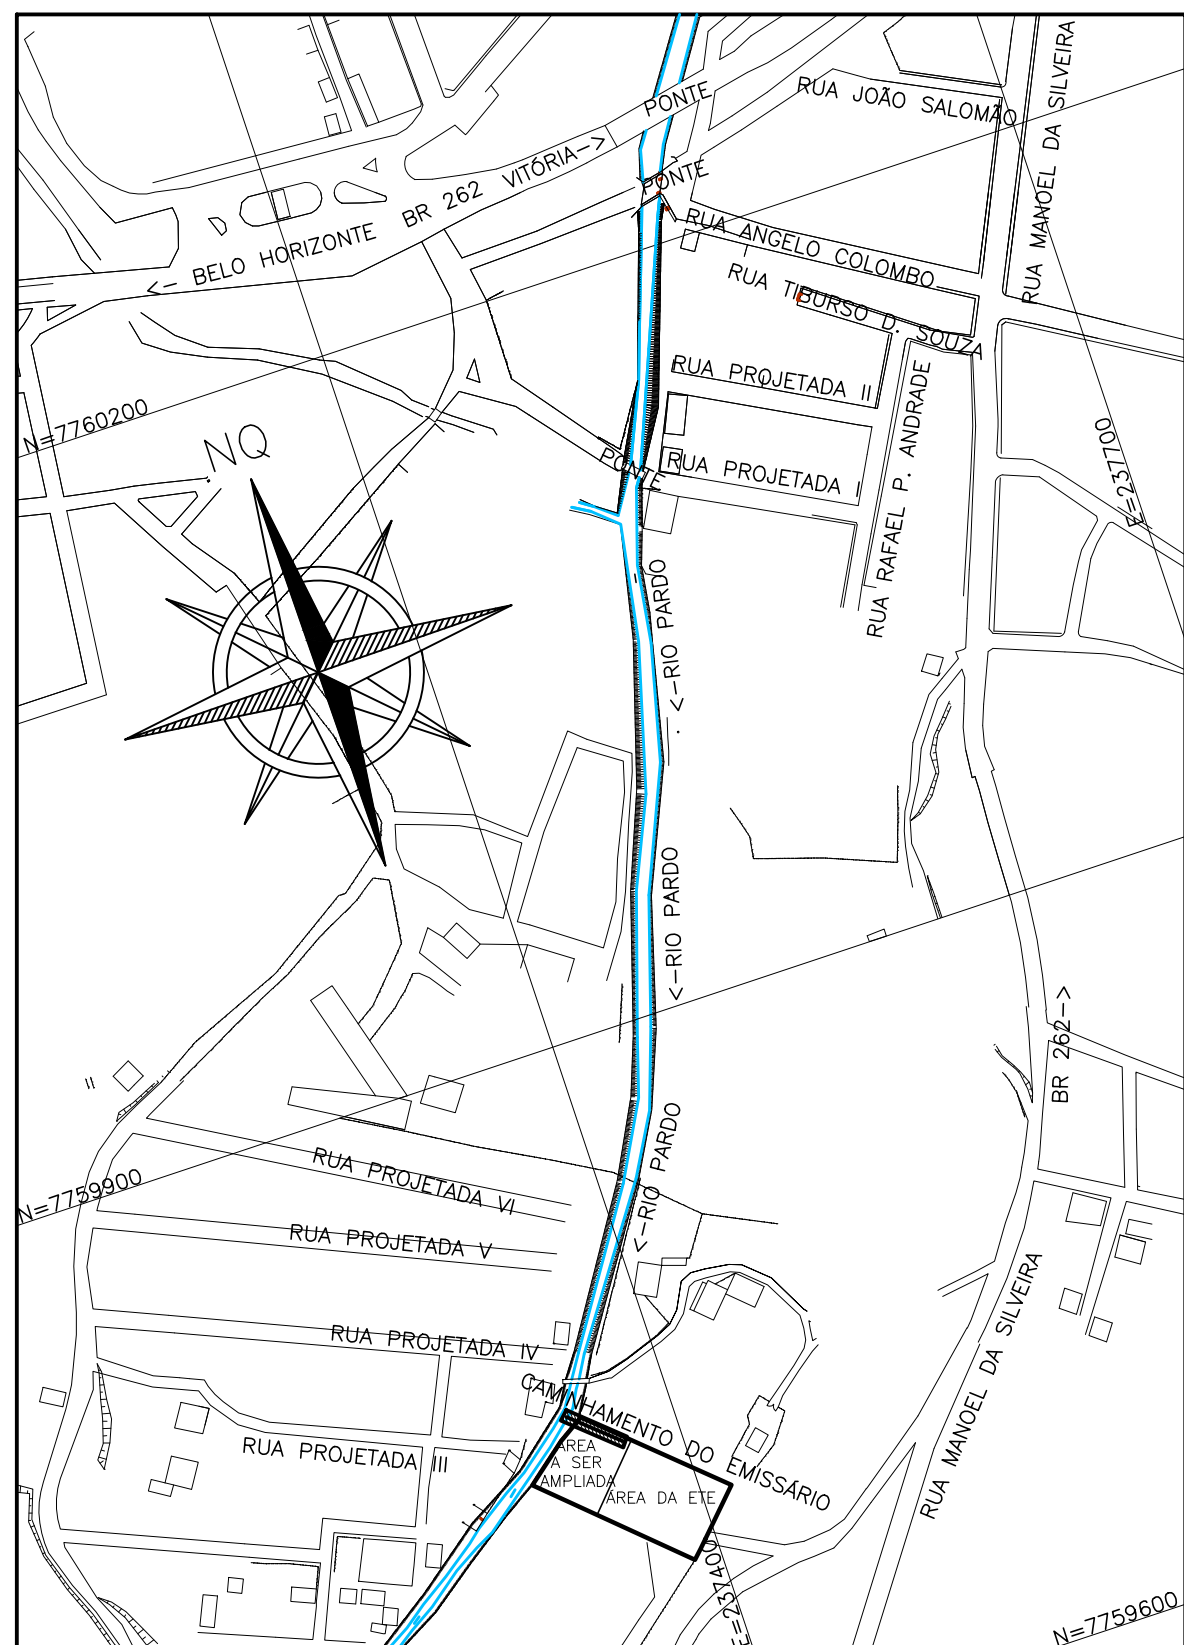 PONTE
RUA JOÃO SALOMÃO
RUA MANOEL DA SILVEIRA
<- BELO HORIZONTE BR 262 VITÓRIA->
PONTE
RUA ANGELO COLOMBO
RUA TIBURSO D. SOUZA
RUA PROJETADA II
N=7760200
NQ
RUA RAFAEL P. ANDRADE
E=237700
PONTE
RUA PROJETADA I
<-RIO PARDO
<-RIO PARDO
BR 262->
II
<-RIO PARDO
N=7759900
RUA PROJETADA VI
RUA PROJETADA V
RUA PROJETADA IV
RUA MANOEL DA SILVEIRA
CAMINHAMENTO DO EMISSÁRIO
RUA PROJETADA III
ÁREA
A SER
AMPLIADA
ÁREA DA ETE
E=237400
N=7759600